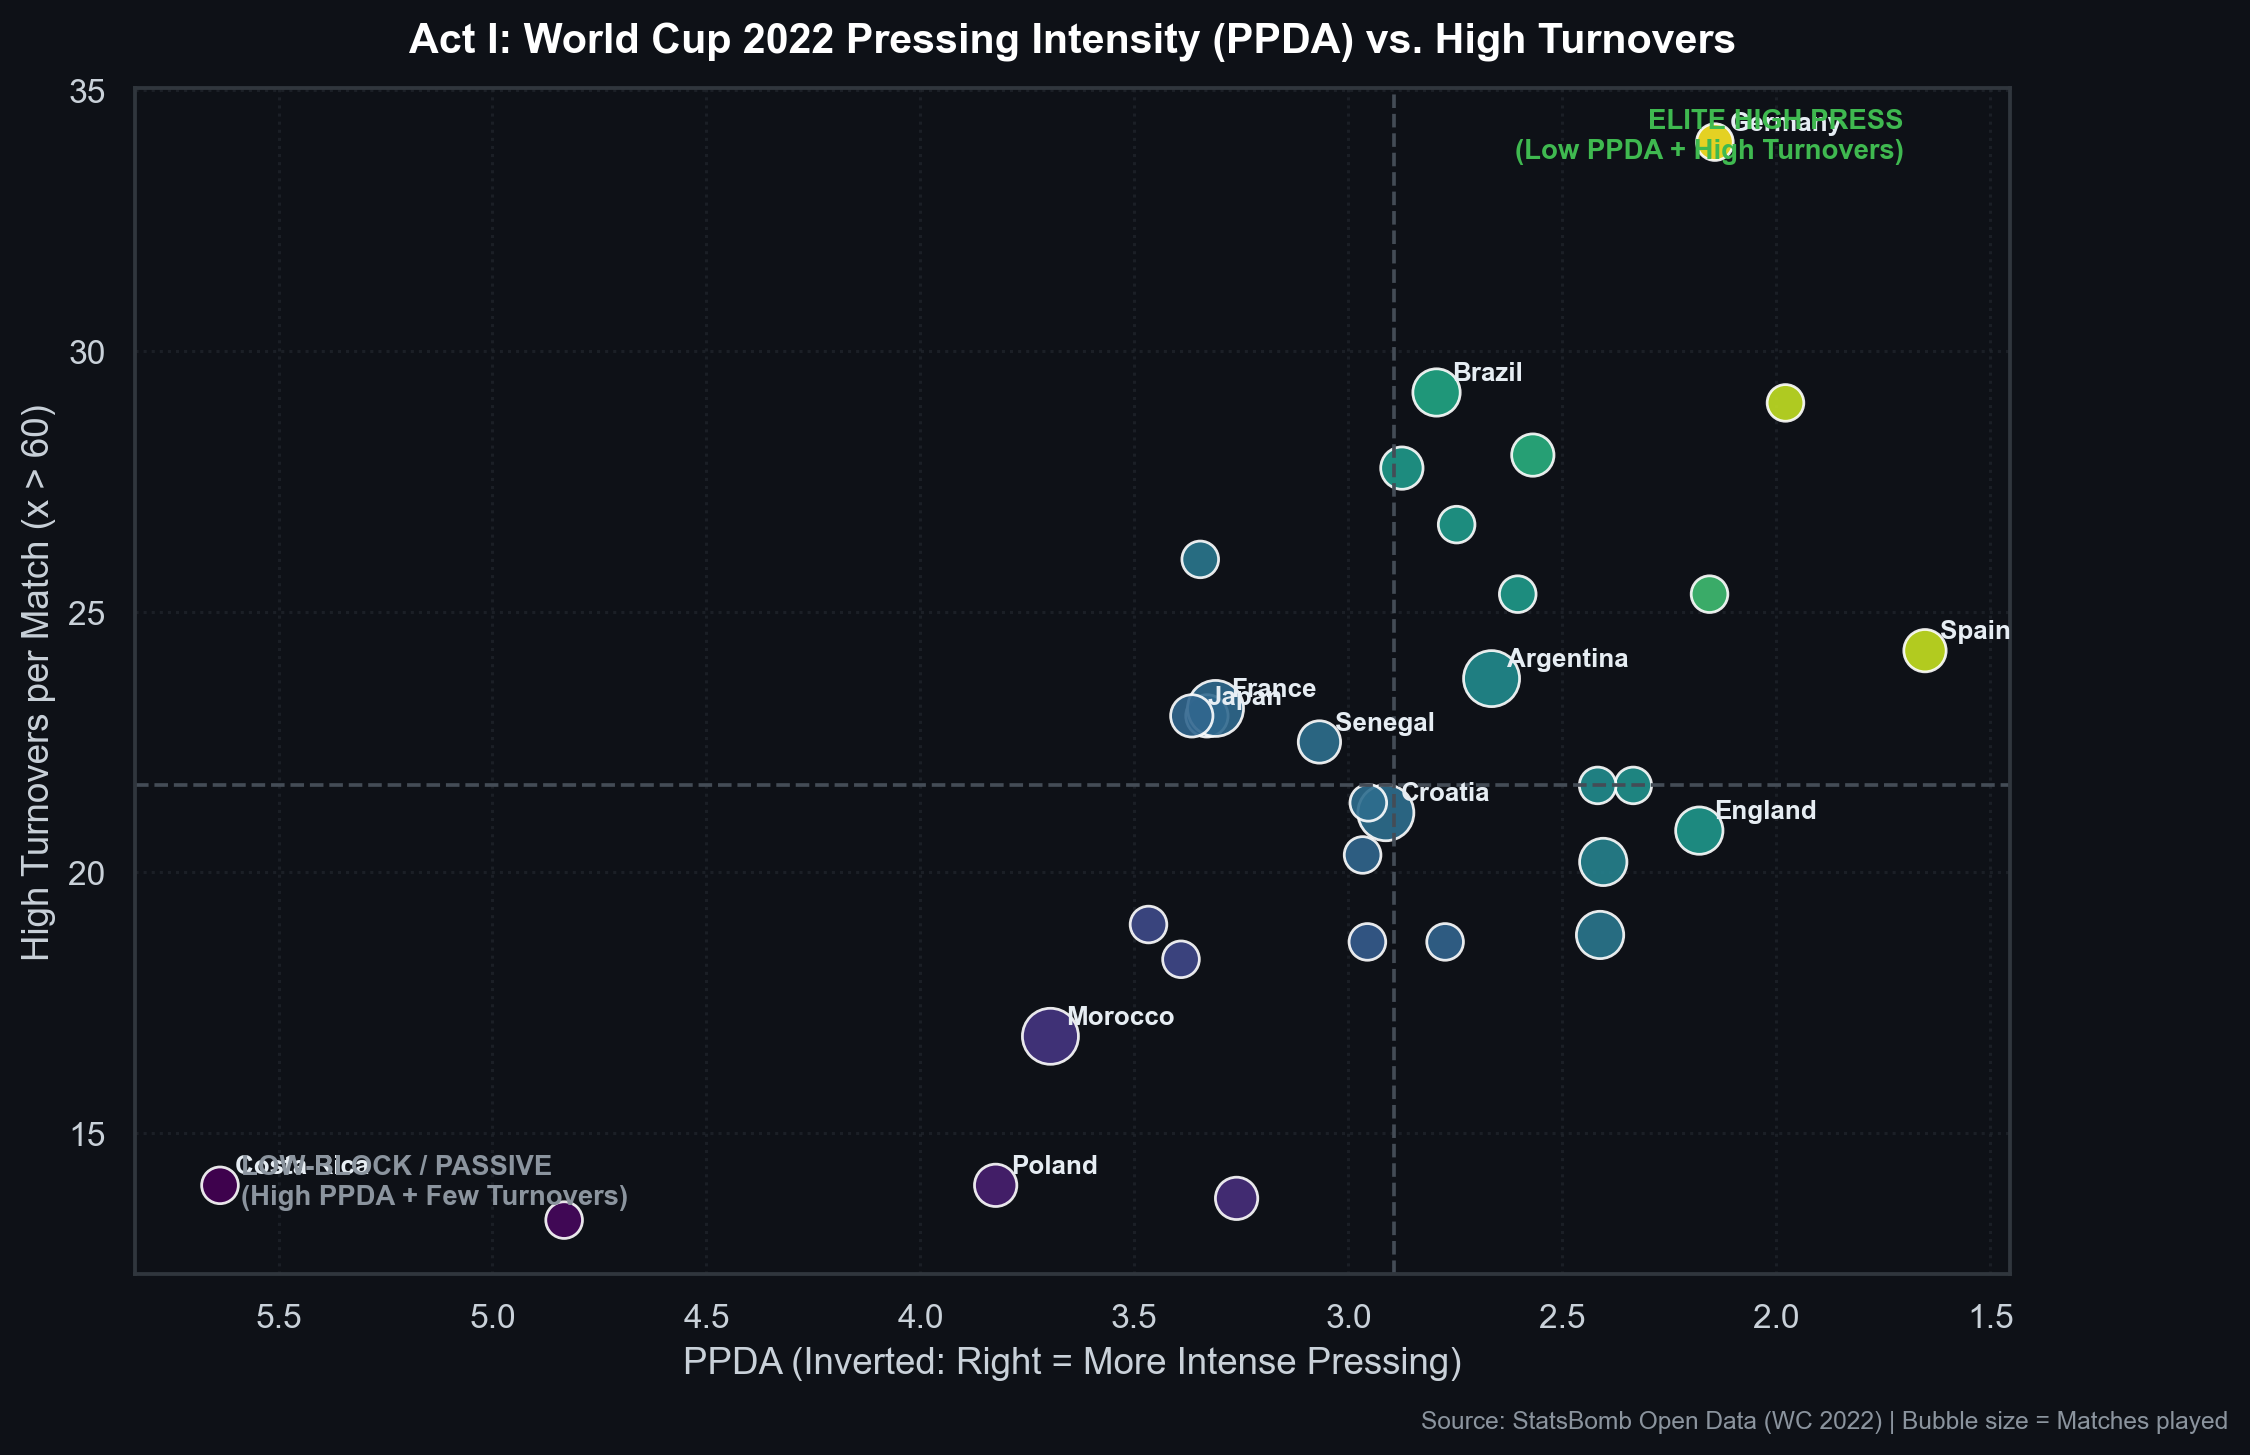 Act I: World Cup 2022 Pressing Intensity (PPDA) vs. High Turnovers
35
30
25
20
15
High Turnovers per Match (x > 60)
ELITE HIGH PRESS
(Low PPDA + High Turnovers)
Germany
Brazil
Spain
Argentina
France
Japan
Senegal
Croatia
England
Morocco
Poland
Costa Rica
LOW-BLOCK / PASSIVE
(High PPDA + Few Turnovers)
5.5 5.0 4.5 4.0 3.5 3.0 2.5 2.0 1.5
PPDA (Inverted: Right = More Intense Pressing)
Source: StatsBomb Open Data (WC 2022) | Bubble size = Matches played